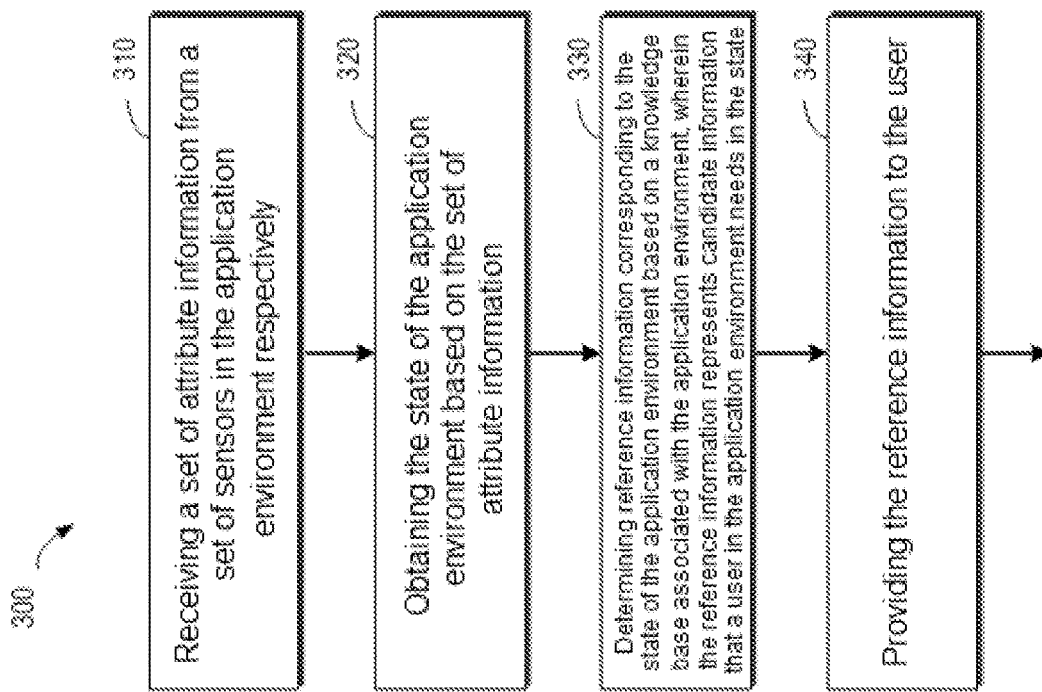 300
310
Receiving a set of attribute information from a
set of sensors in the application
environment respectively
320
Obtaining the state of the application
environment based on the set of
attribute information
330
Determining reference information corresponding to the
state of the application environment based on a knowledge
base associated with the application environment, wherein
the reference information represents candidate information
that a user in the application environment needs in the state
340
Providing the reference information to the user